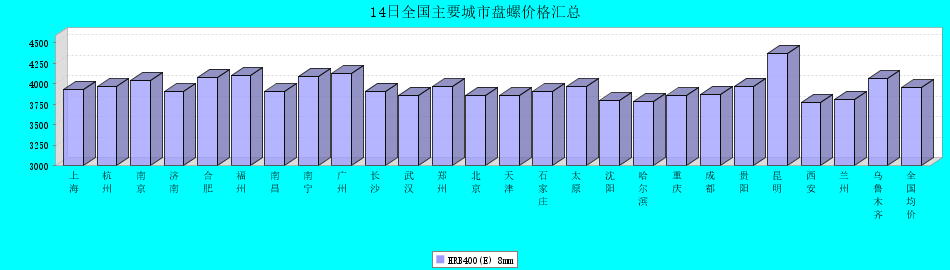 14日全国主要城市盘螺价格汇总
4500
4250
4000
3750
3500
3250
3000
上海
杭州
南京
济南
合肥
福州
南昌
南宁
广州
长沙
武汉
郑州
北京
天津
石家庄
太原
沈阳
哈尔滨
重庆
成都
贵阳
昆明
西安
兰州
乌鲁木齐
全国均价
HRB400(E) 8mm